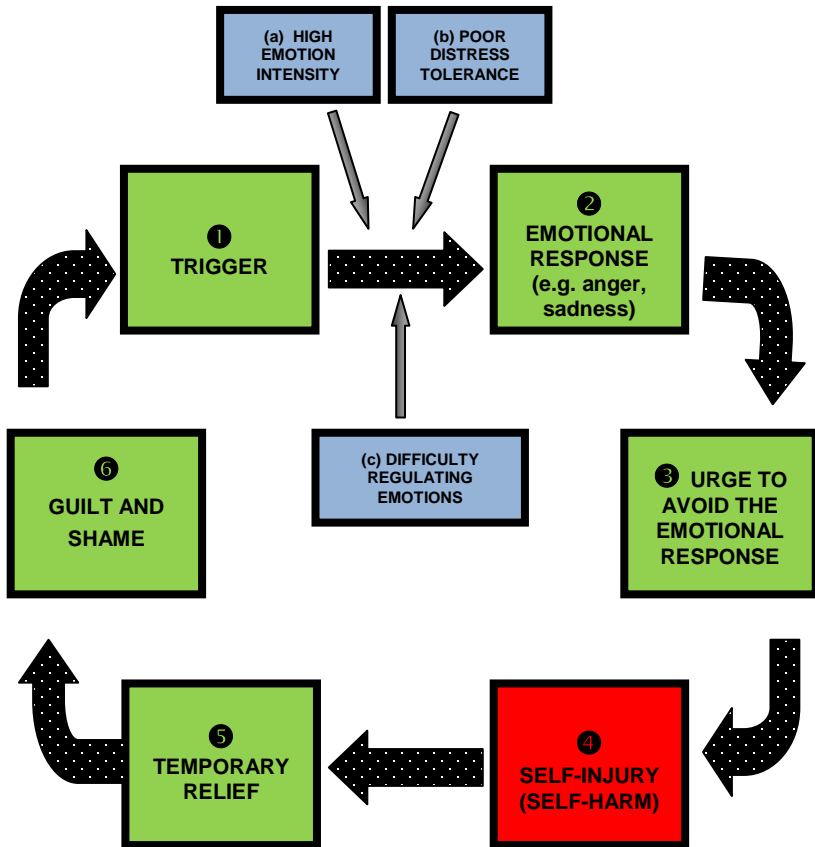 (a) HIGH
EMOTION
INTENSITY
(b) POOR
DISTRESS
TOLERANCE
❶
TRIGGER
❷
EMOTIONAL
RESPONSE
(e.g. anger,
sadness)
(c) DIFFICULTY
REGULATING
EMOTIONS
❸ URGE TO
AVOID THE
EMOTIONAL
RESPONSE
❹
SELF-INJURY
(SELF-HARM)
❺
TEMPORARY
RELIEF
❻
GUILT AND
SHAME